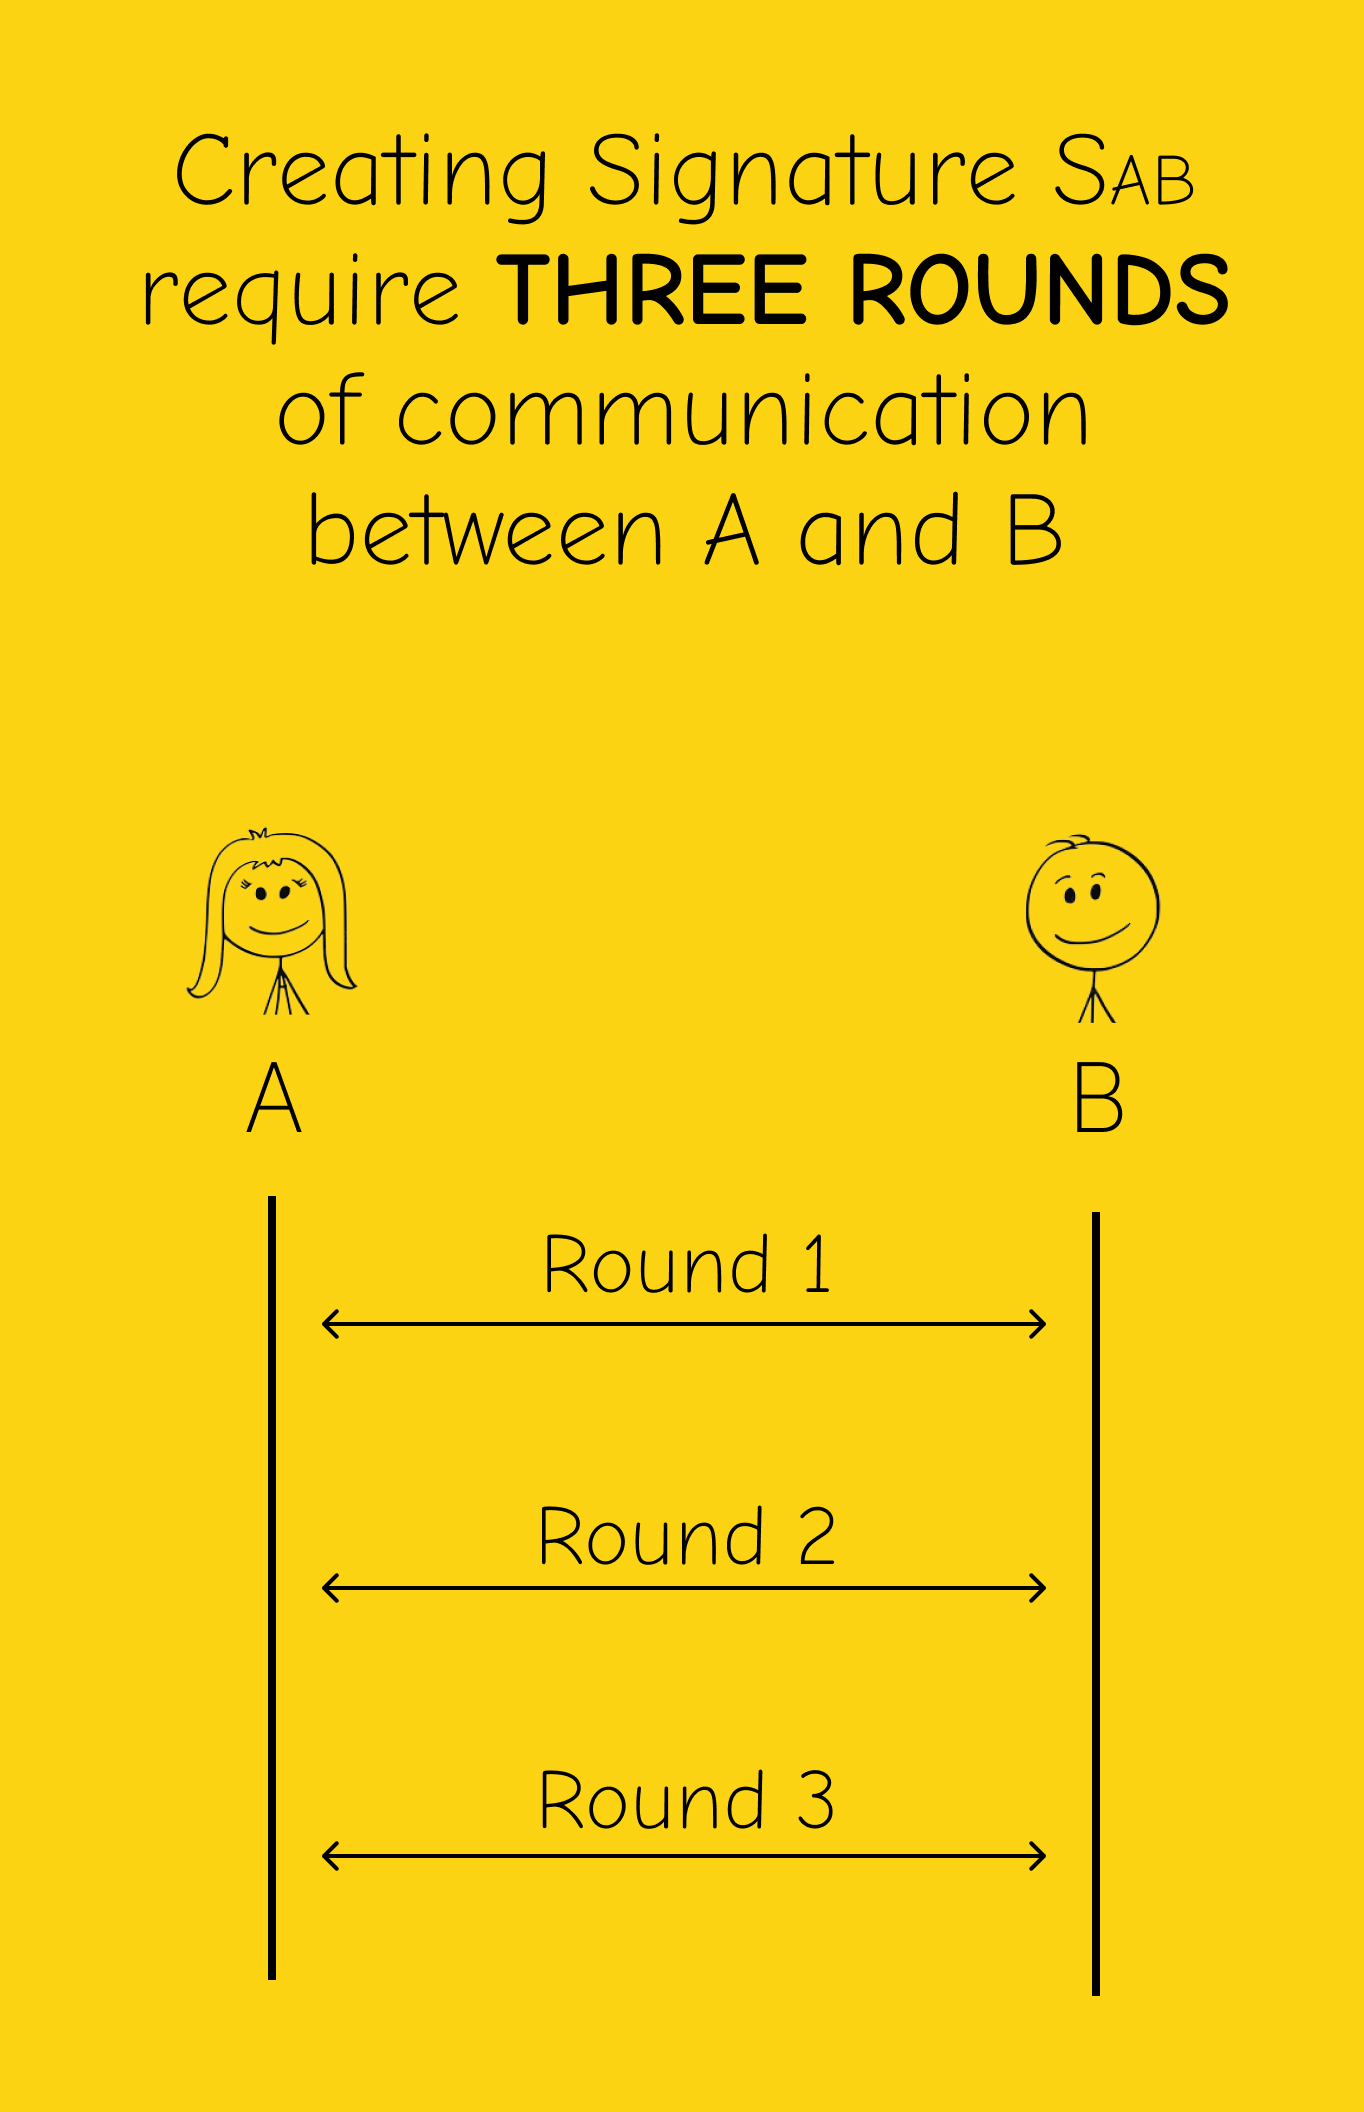 Creating Signature SAB
require THREE ROUNDS
of communication
between A and B
A
B
Round 1
Round 2
Round 3